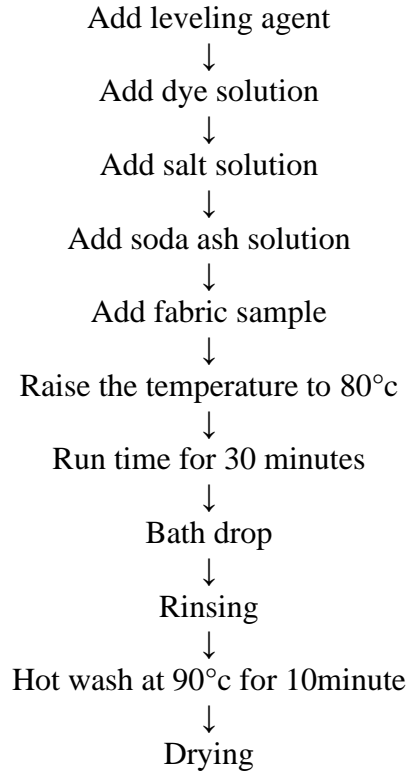 Add leveling agent
↓
Add dye solution
↓
Add salt solution
↓
Add soda ash solution
↓
Add fabric sample
↓
Raise the temperature to 80°c
↓
Run time for 30 minutes
↓
Bath drop
↓
Rinsing
↓
Hot wash at 90°c for 10minute
↓
Drying